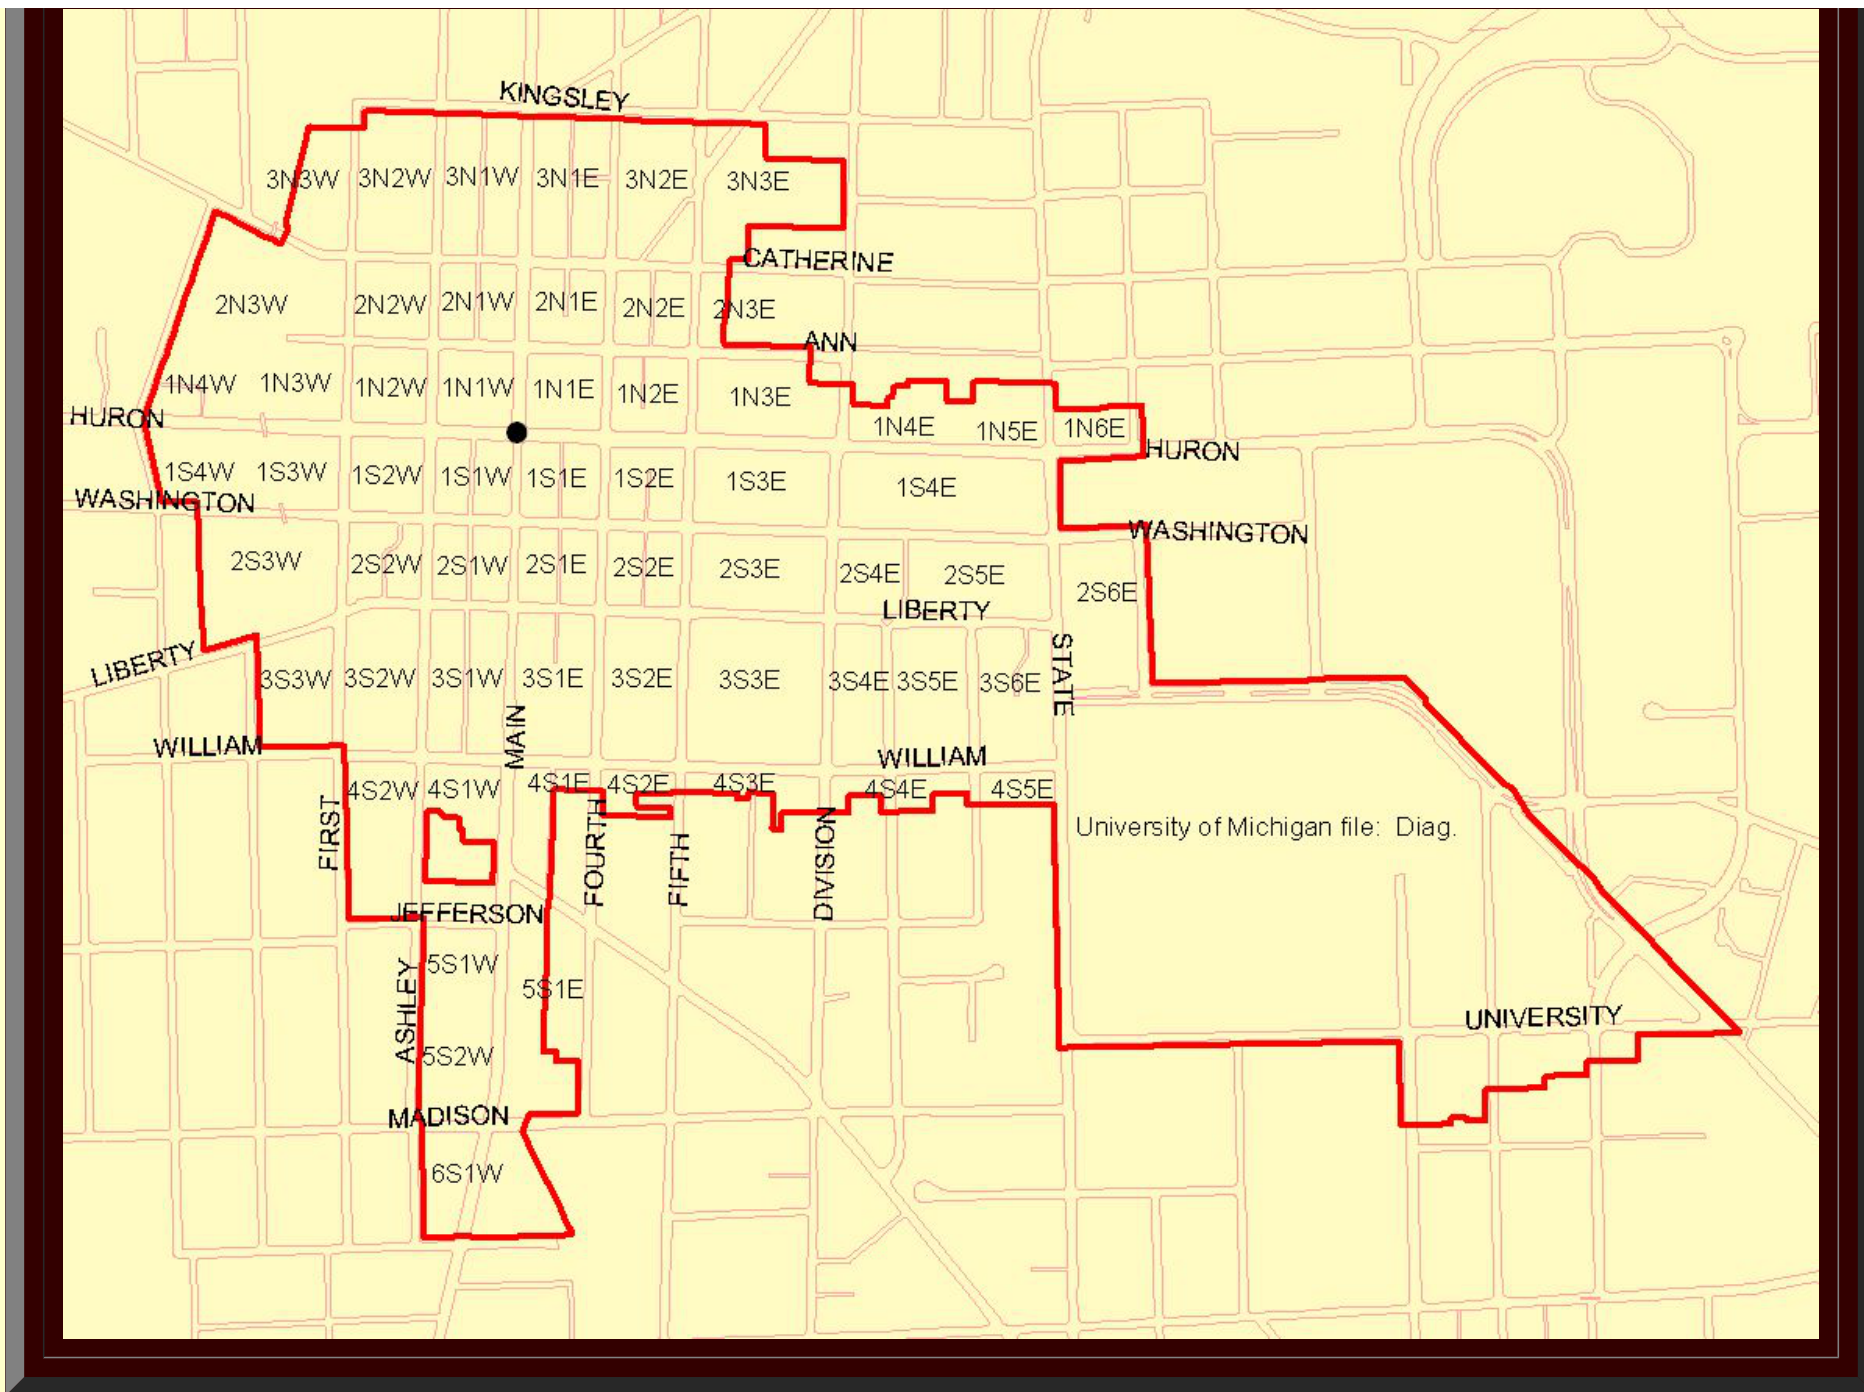 KINGSLEY
3N3W 3N2W 3N1W 3N1E 3N2E 3N3E
CATHERINE
2N3W 2N2W 2N1W 2N1E 2N2E 2N3E
ANN
1N4W 1N3W 1N2W 1N1W 1N1E 1N2E 1N3E
HURON
1N4E 1N5E 1N6E
HURON
1S4W 1S3W 1S2W 1S1W 1S1E 1S2E 1S3E 1S4E
WASHINGTON
WASHINGTON
2S3W 2S2W 2S1W 2S1E 2S2E 2S3E 2S4E 2S5E 2S6E
LIBERTY
LIBERTY
STATE
3S3W 3S2W 3S1W 3S1E 3S2E 3S3E 3S4E 3S5E 3S6E
MAIN
WILLIAM
WILLIAM
4S2W 4S1W 4S1E 4S2E 4S3E 4S4E 4S5E
FIRST
FOURTH
FIFTH
DIVISION
University of Michigan file: Diag.
JEFFERSON
5S1W
5S1E
ASHLEY
UNIVERSITY
5S2W
MADISON
6S1W